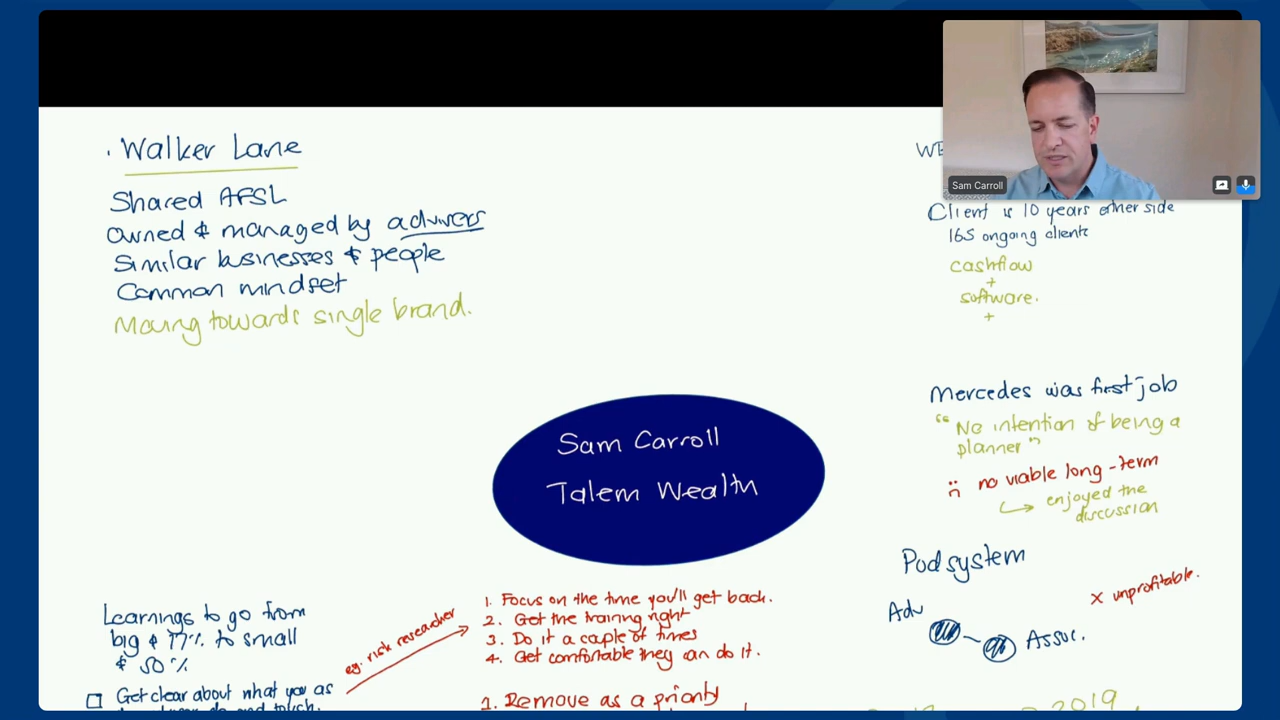 Walker Lane
Shared AFSL
Owned & managed by advisers
Similar businesses & people
Common mindset
Moving towards single brand.
Sam Carroll
WE
Client is 10 years either side
165 ongoing clients
cashflow
+
software.
+
Mercedes was first job
"No intention of being a
planner"
no viable long-term
enjoyed the
discussion
Sam Carroll
Talem Wealth
Pod system
x unprofitable.
Adv
Assoc.
Learnings to go from
big & 77% to small
& 50%
Get clear about what you as
eg. risk researcher
1. Focus on the time you'll get back.
2. Get the training right
3. Do it a couple of times
4. Get comfortable they can do it.
1. Remove as a priority
2019